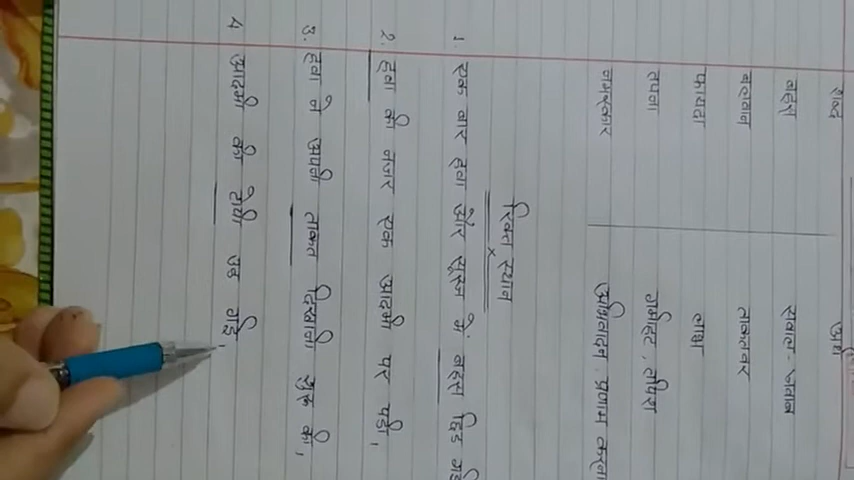 शब्द अर्थ
बहस सवाल-जवाब
बलवान ताकतवर
फायदा लाभ
तपना गर्माहट, तपिश
नमस्कार अभिवादन, प्रणाम करना
रिक्त स्थान
1. एक बार हवा और सूरज में बहस छिड़
2. हवा की नजर एक आदमी पर पडी,
3. हवा ने अपनी ताकत दिखानी शुरू की,
4 आदमी की टोपी उड गई,